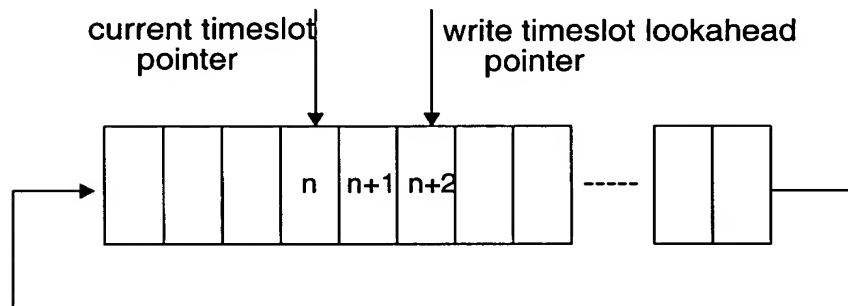 current timeslot
pointer
write timeslot lookahead
pointer
n
n+1
n+2